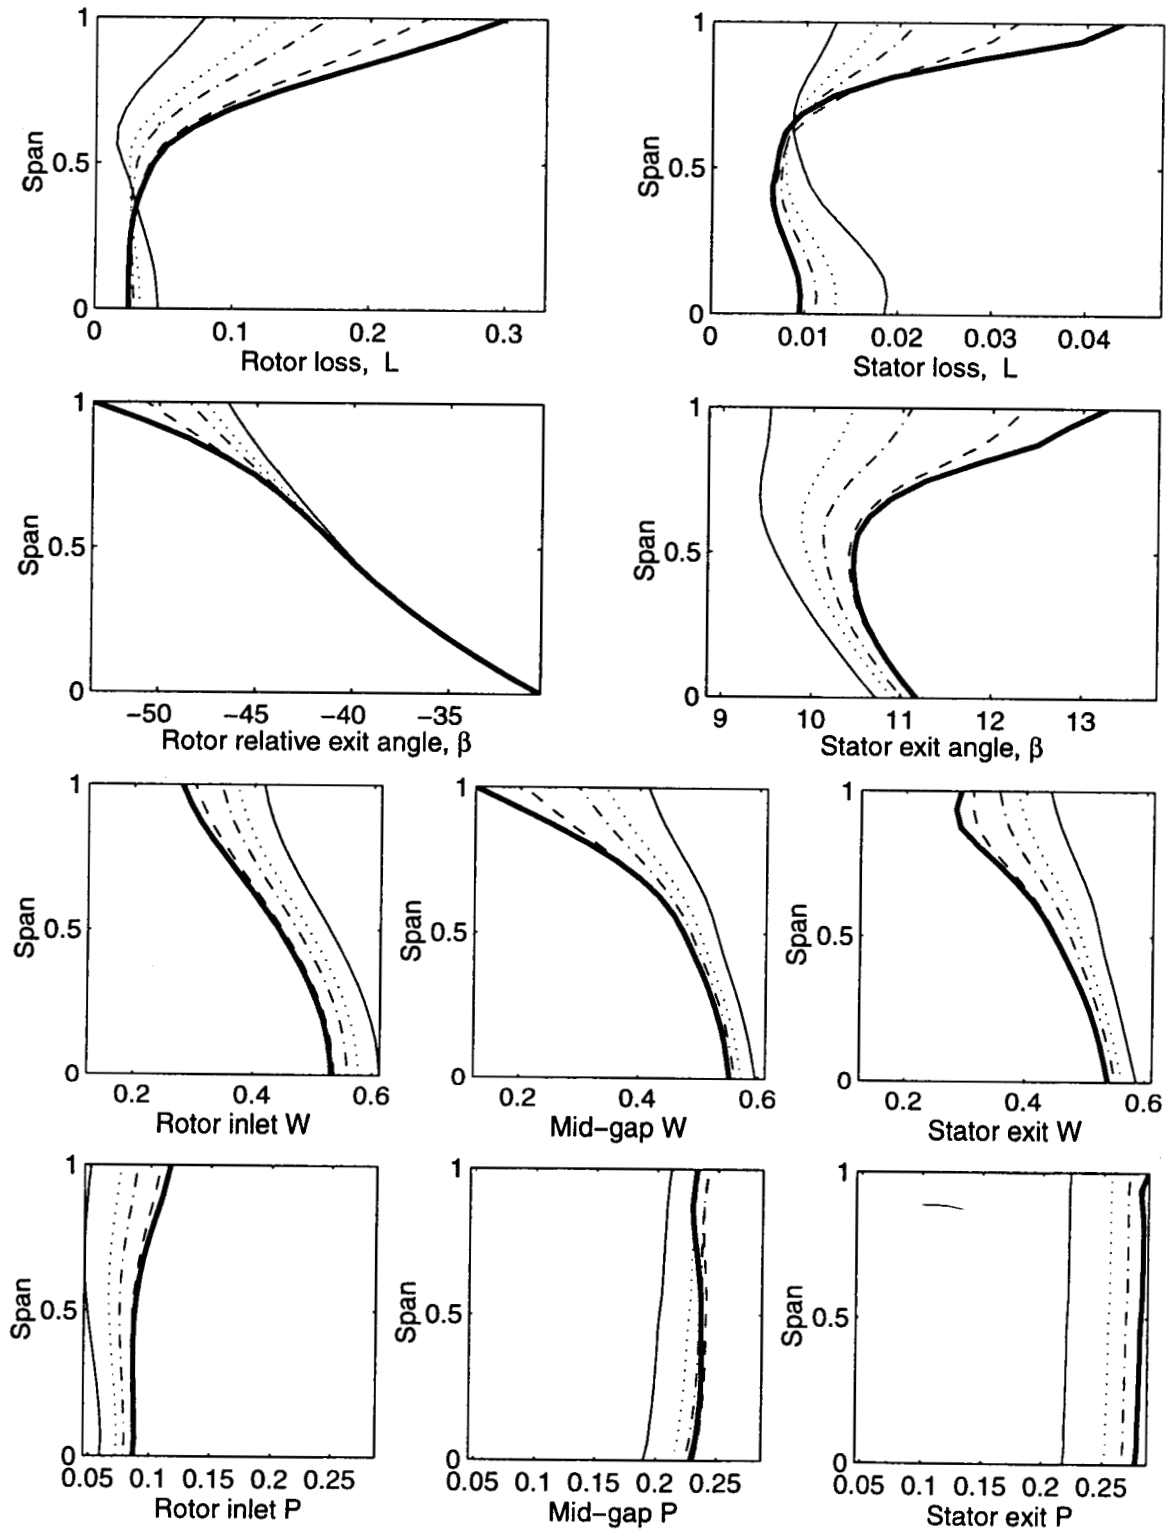 1
1
Span
0.5
Span
0.5
0
0
0 0.1 0.2 0.3
0 0.01 0.02 0.03 0.04
Rotor loss, L
Stator loss, L
1
1
Span
0.5
Span
0.5
0
0
−50 −45 −40 −35
9 10 11 12 13
Rotor relative exit angle, β
Stator exit angle, β
1
1
1
Span
0.5
Span
0.5
Span
0.5
0
0
0
0.2 0.4 0.6
0.2 0.4 0.6
0.2 0.4 0.6
Rotor inlet W
Mid−gap W
Stator exit W
1
1
1
Span
0.5
Span
0.5
Span
0.5
0
0
0
0.05 0.1 0.15 0.2 0.25
0.05 0.1 0.15 0.2 0.25
0.05 0.1 0.15 0.2 0.25
Rotor inlet P
Mid−gap P
Stator exit P